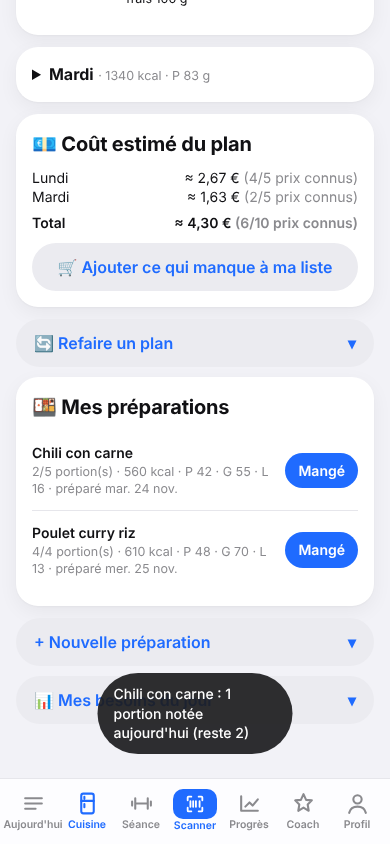 frais 100 g
Mardi · 1340 kcal · P 83 g
Coût estimé du plan
Lundi ≈ 2,67 € (4/5 prix connus)
Mardi ≈ 1,63 € (2/5 prix connus)
Total ≈ 4,30 € (6/10 prix connus)
Ajouter ce qui manque à ma liste
Refaire un plan
Mes préparations
Chili con carne
2/5 portion(s) · 560 kcal · P 42 · G 55 · L
16 · préparé mar. 24 nov.
Mangé
Poulet curry riz
4/4 portion(s) · 610 kcal · P 48 · G 70 · L
13 · préparé mer. 25 nov.
Mangé
+ Nouvelle préparation
Mes besoins du jour
Chili con carne : 1
portion notée
aujourd'hui (reste 2)
Aujourd'hui Cuisine Séance Scanner Progrès Coach Profil